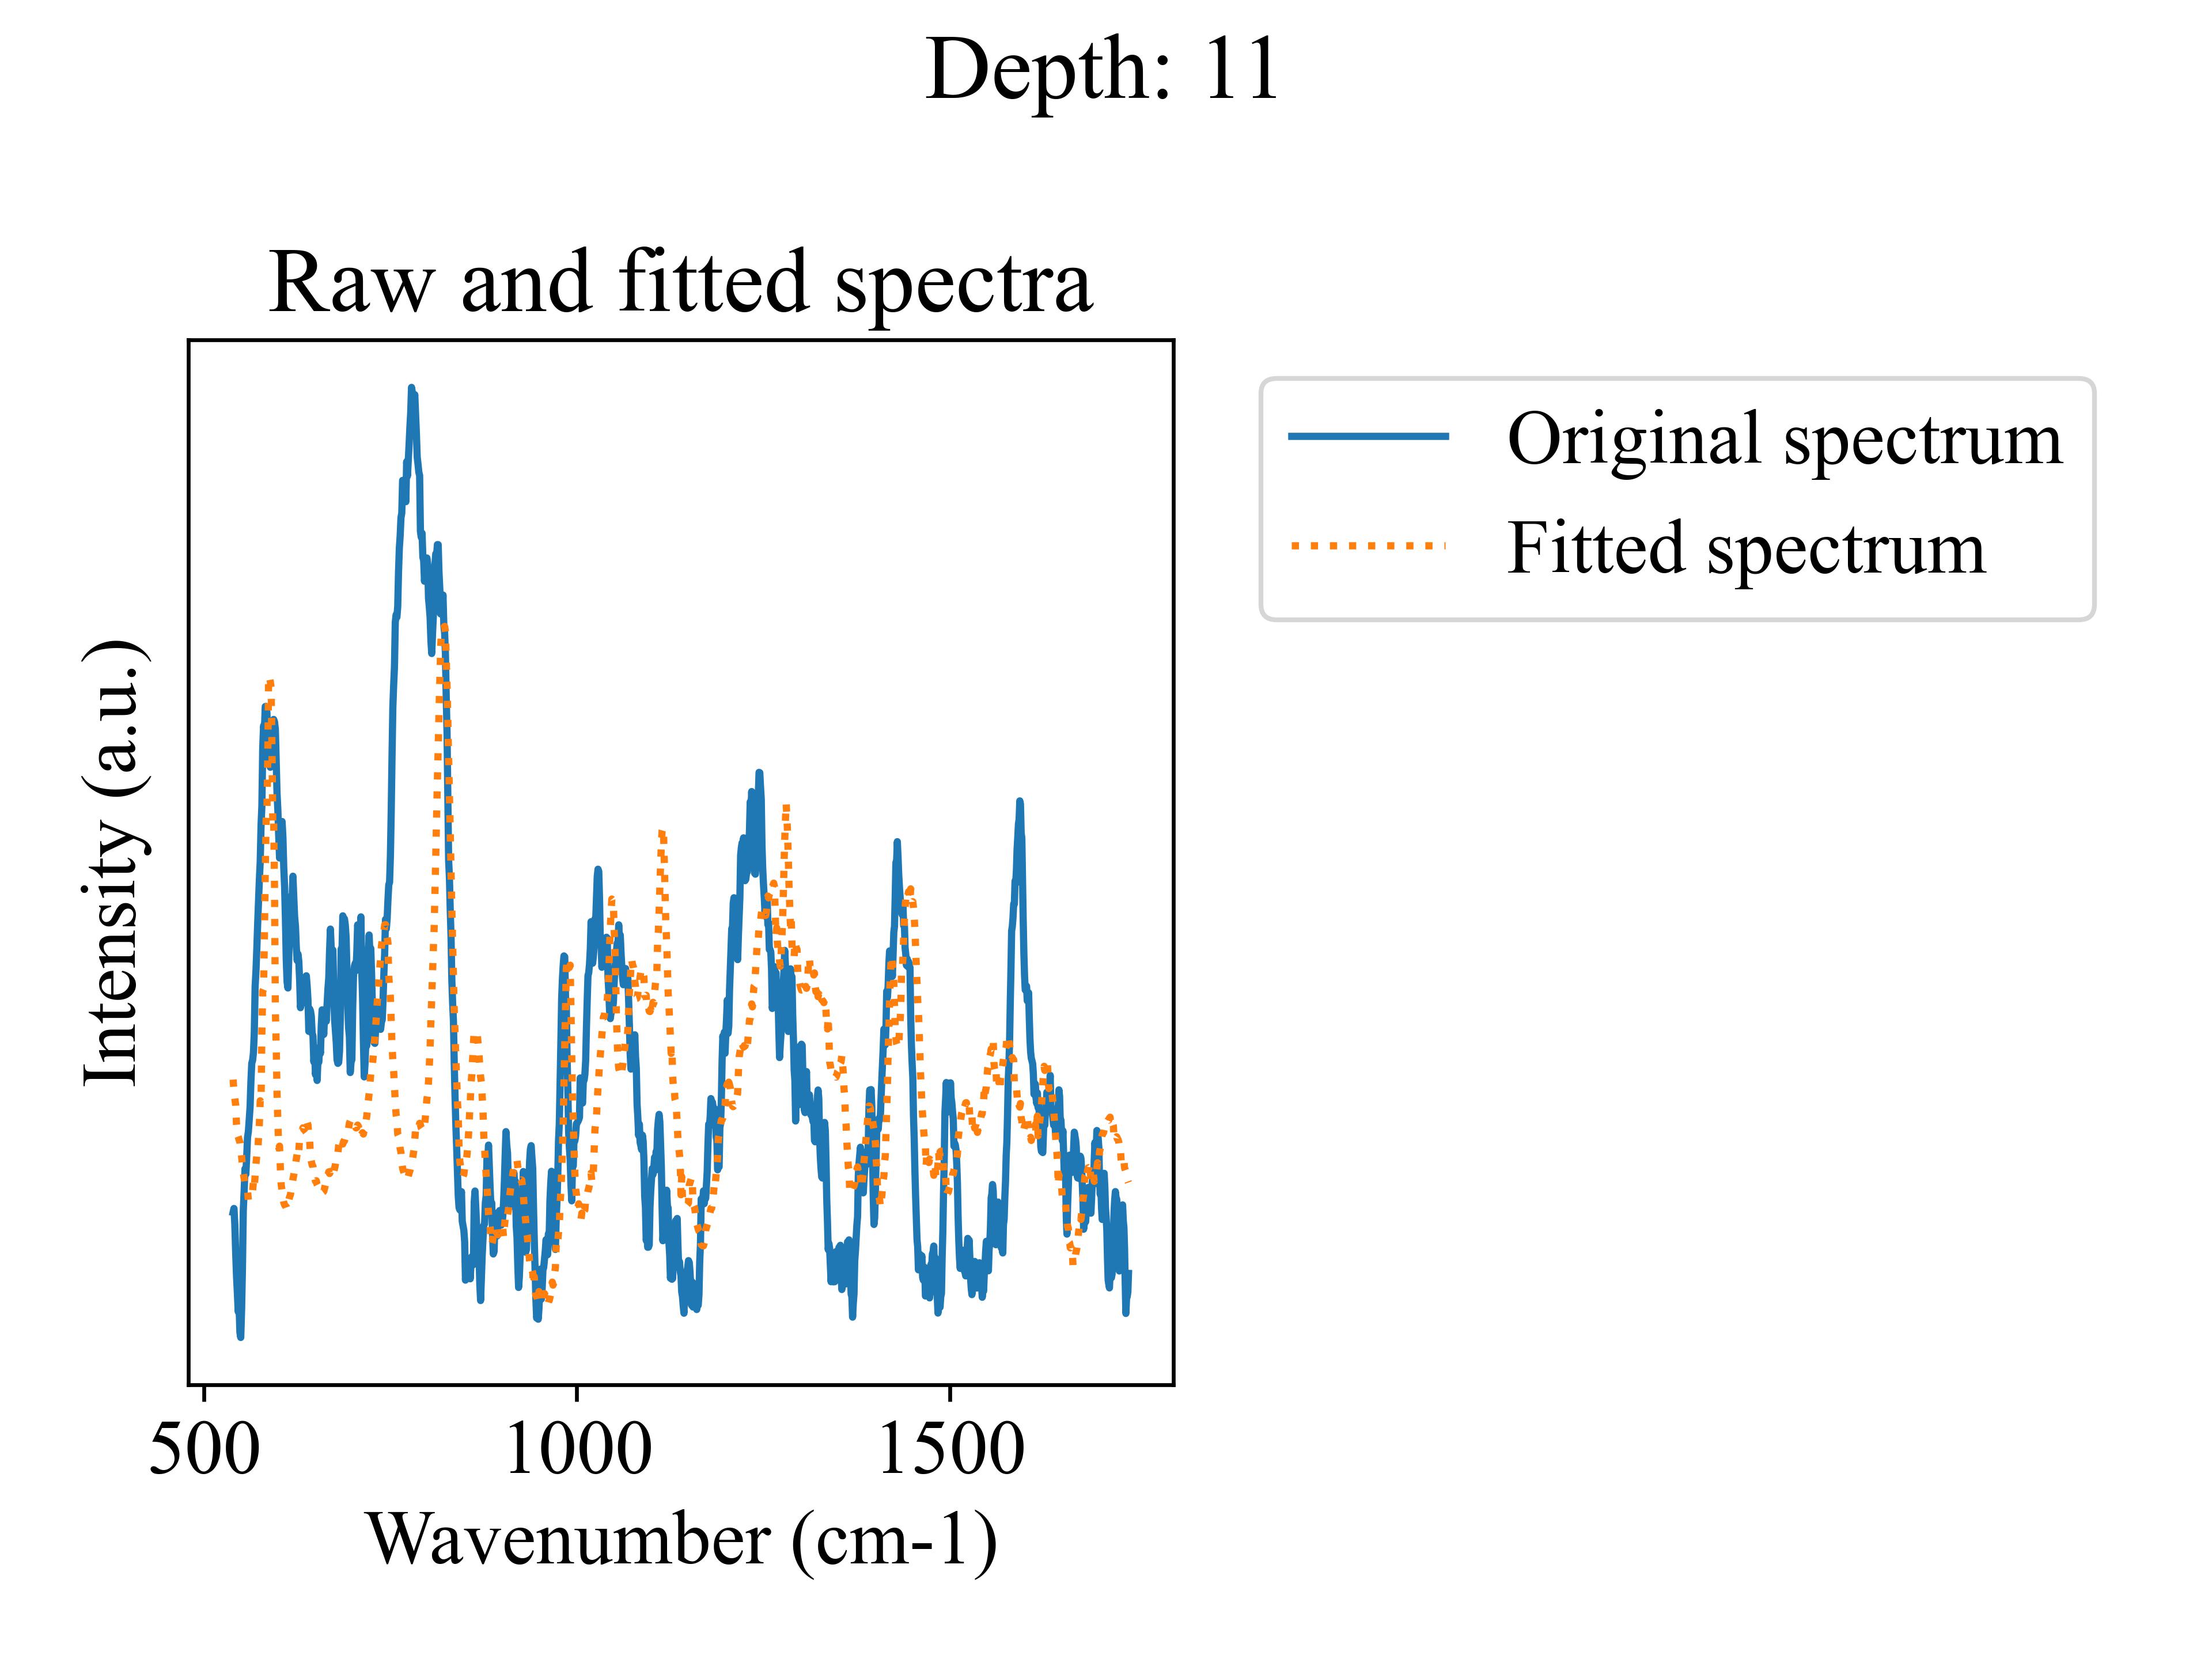 Depth: 11
Raw and fitted spectra
Original spectrum
Fitted spectrum
Intensity (a.u.)
500 1000 1500
Wavenumber (cm-1)